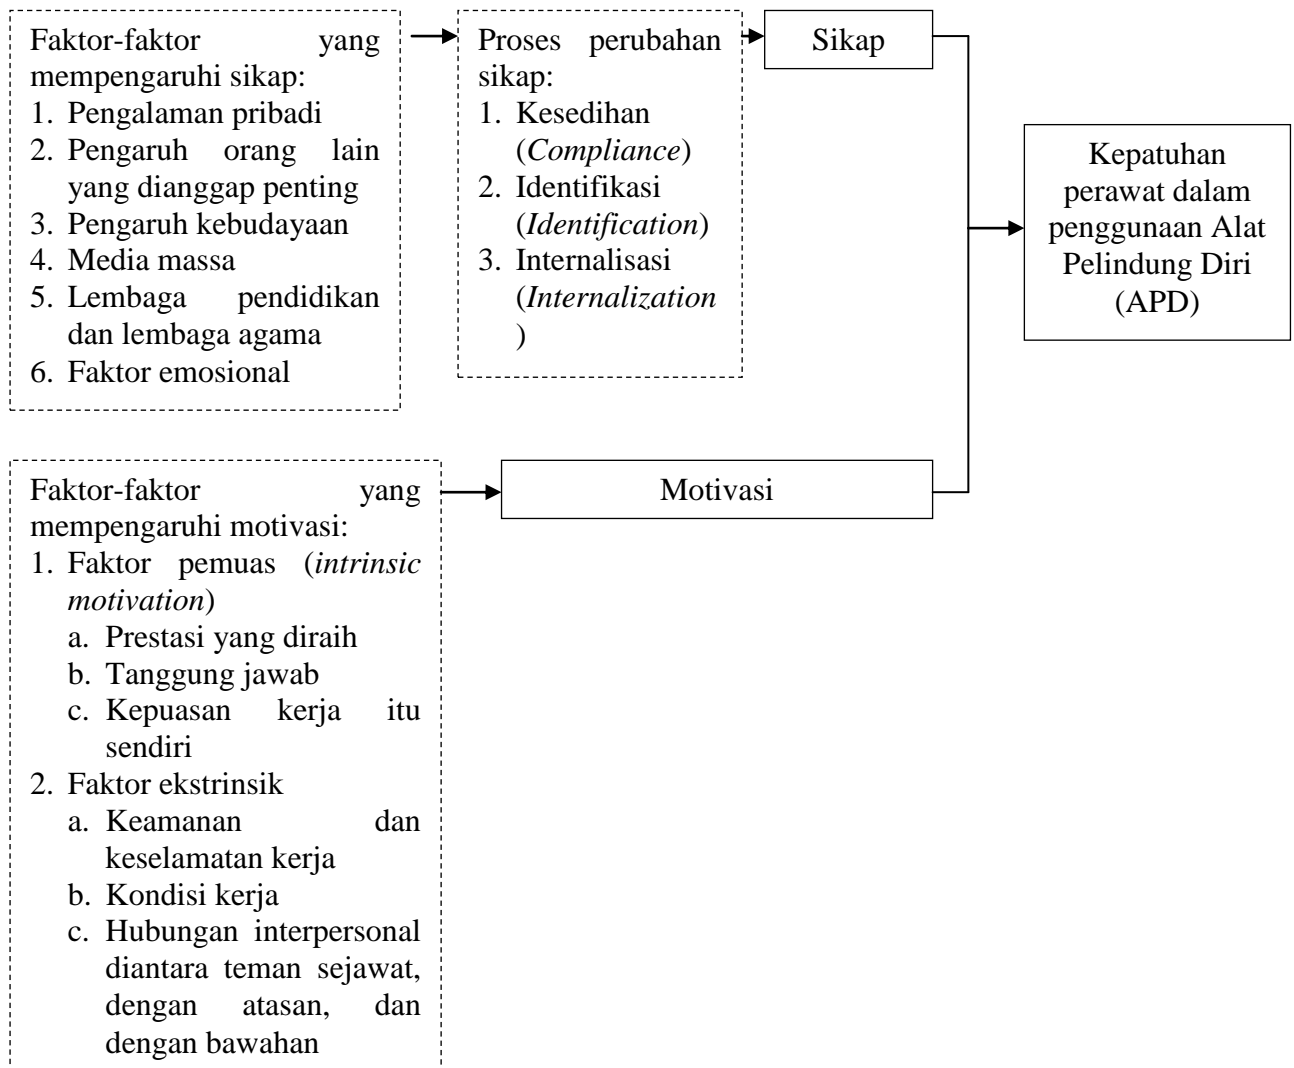 Faktor-faktor yang
mempengaruhi sikap:
1. Pengalaman pribadi
2. Pengaruh orang lain
yang dianggap penting
3. Pengaruh kebudayaan
4. Media massa
5. Lembaga pendidikan
dan lembaga agama
6. Faktor emosional
Proses perubahan
sikap:
1. Kesedihan
(Compliance)
2. Identifikasi
(Identification)
3. Internalisasi
(Internalization
)
Sikap
Kepatuhan
perawat dalam
penggunaan Alat
Pelindung Diri
(APD)
Faktor-faktor yang
mempengaruhi motivasi:
1. Faktor pemuas (intrinsic
motivation)
a. Prestasi yang diraih
b. Tanggung jawab
c. Kepuasan kerja itu
sendiri
2. Faktor ekstrinsik
a. Keamanan dan
keselamatan kerja
b. Kondisi kerja
c. Hubungan interpersonal
diantara teman sejawat,
dengan atasan, dan
dengan bawahan
Motivasi